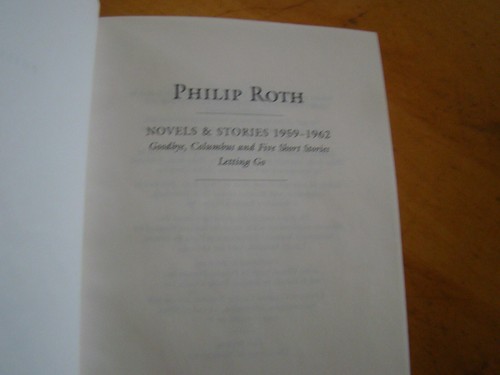 PHILIP ROTH
NOVELS & STORIES 1959–1962
Goodbye, Columbus and Five Short Stories
Letting Go